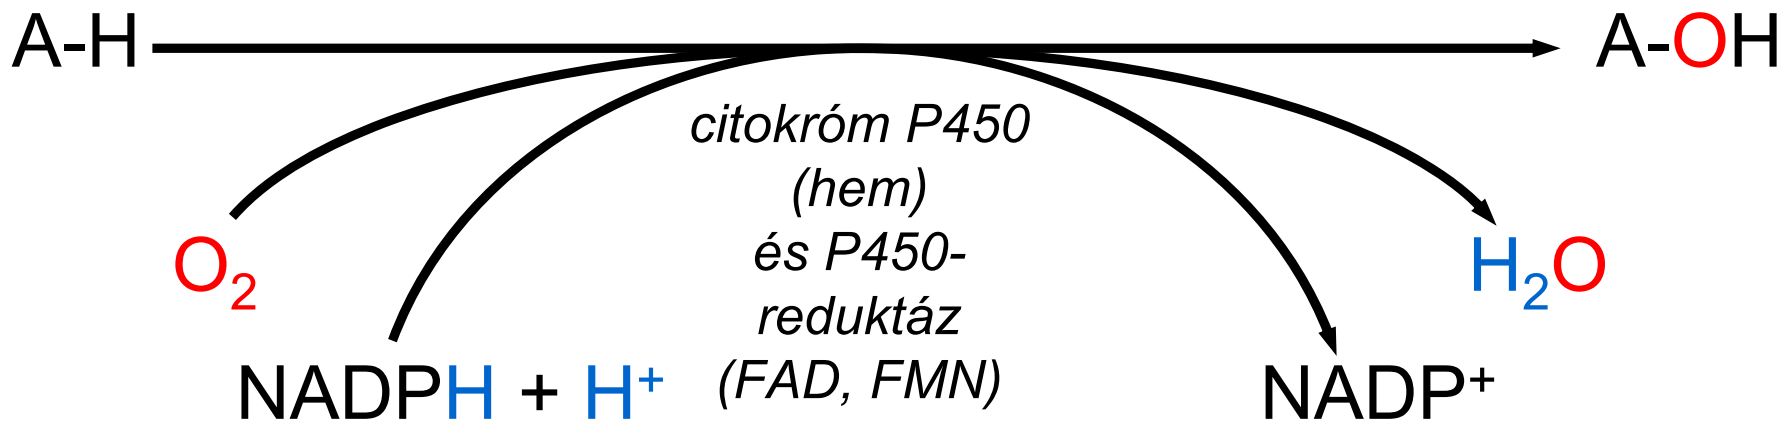 A-H
A-OH
citokróm P450
(hem)
és P450-
reduktáz
(FAD, FMN)
O₂
H₂O
NADPH + H⁺
NADP⁺